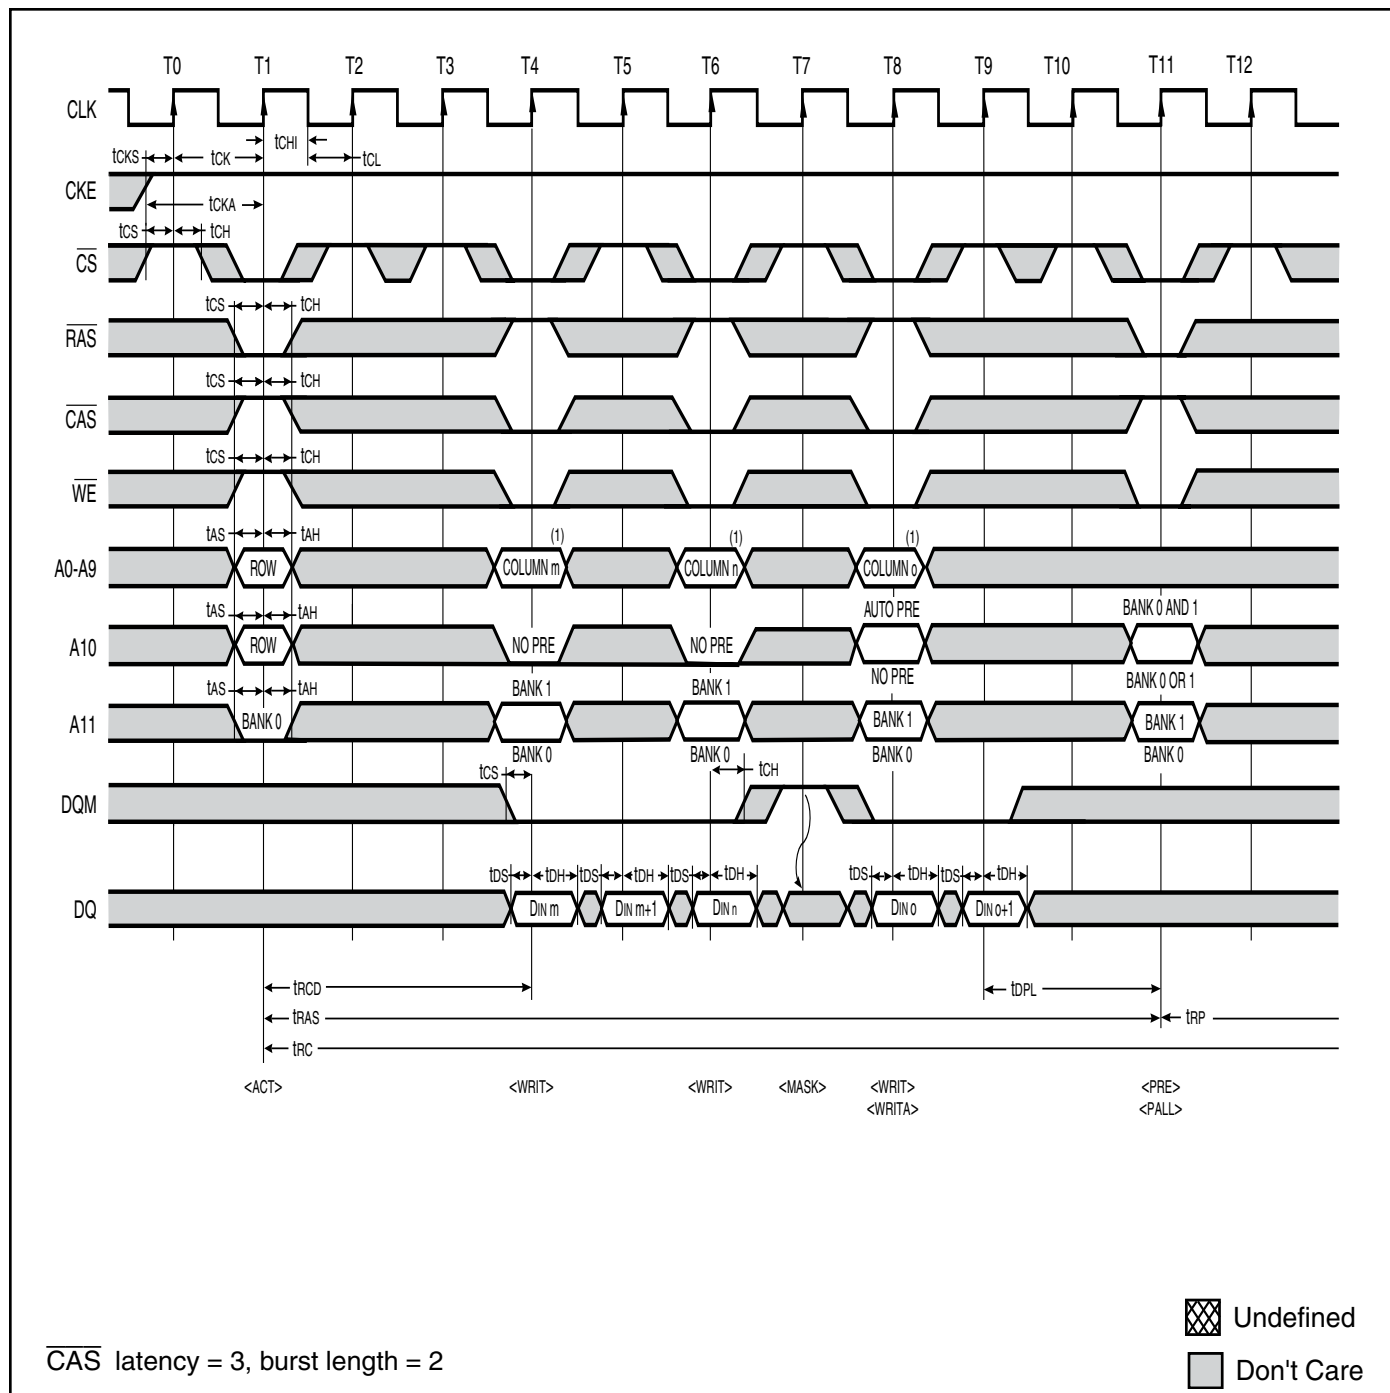 T0 T1 T2 T3 T4 T5 T6 T7 T8 T9 T10 T11 T12
CLK
tCHI
tCKS tCK tCL
CKE
tCKA
tCS tCH
CS
tCS tCH
RAS
tCS tCH
CAS
tCS tCH
WE
tAS tAH (1) (1) (1)
A0-A9 ROW COLUMN m COLUMN n COLUMN o
tAS tAH AUTO PRE BANK 0 AND 1
A10 ROW NO PRE NO PRE
NO PRE BANK 0 OR 1
tAS tAH BANK 1 BANK 1
A11 BANK 0 BANK 1 BANK 1
BANK 0 BANK 0 BANK 0 BANK 0
tCS tCH
DQM
tDS tDH tDS tDH tDS tDH tDS tDH tDS tDH
DQ DIN m DIN m+1 DIN n DIN o DIN o+1
tRCD tDPL
tRAS tRP
tRC
<ACT> <WRIT> <WRIT> <MASK> <WRIT> <PRE>
<WRITA> <PALL>
Undefined
CAS latency = 3, burst length = 2
Don't Care